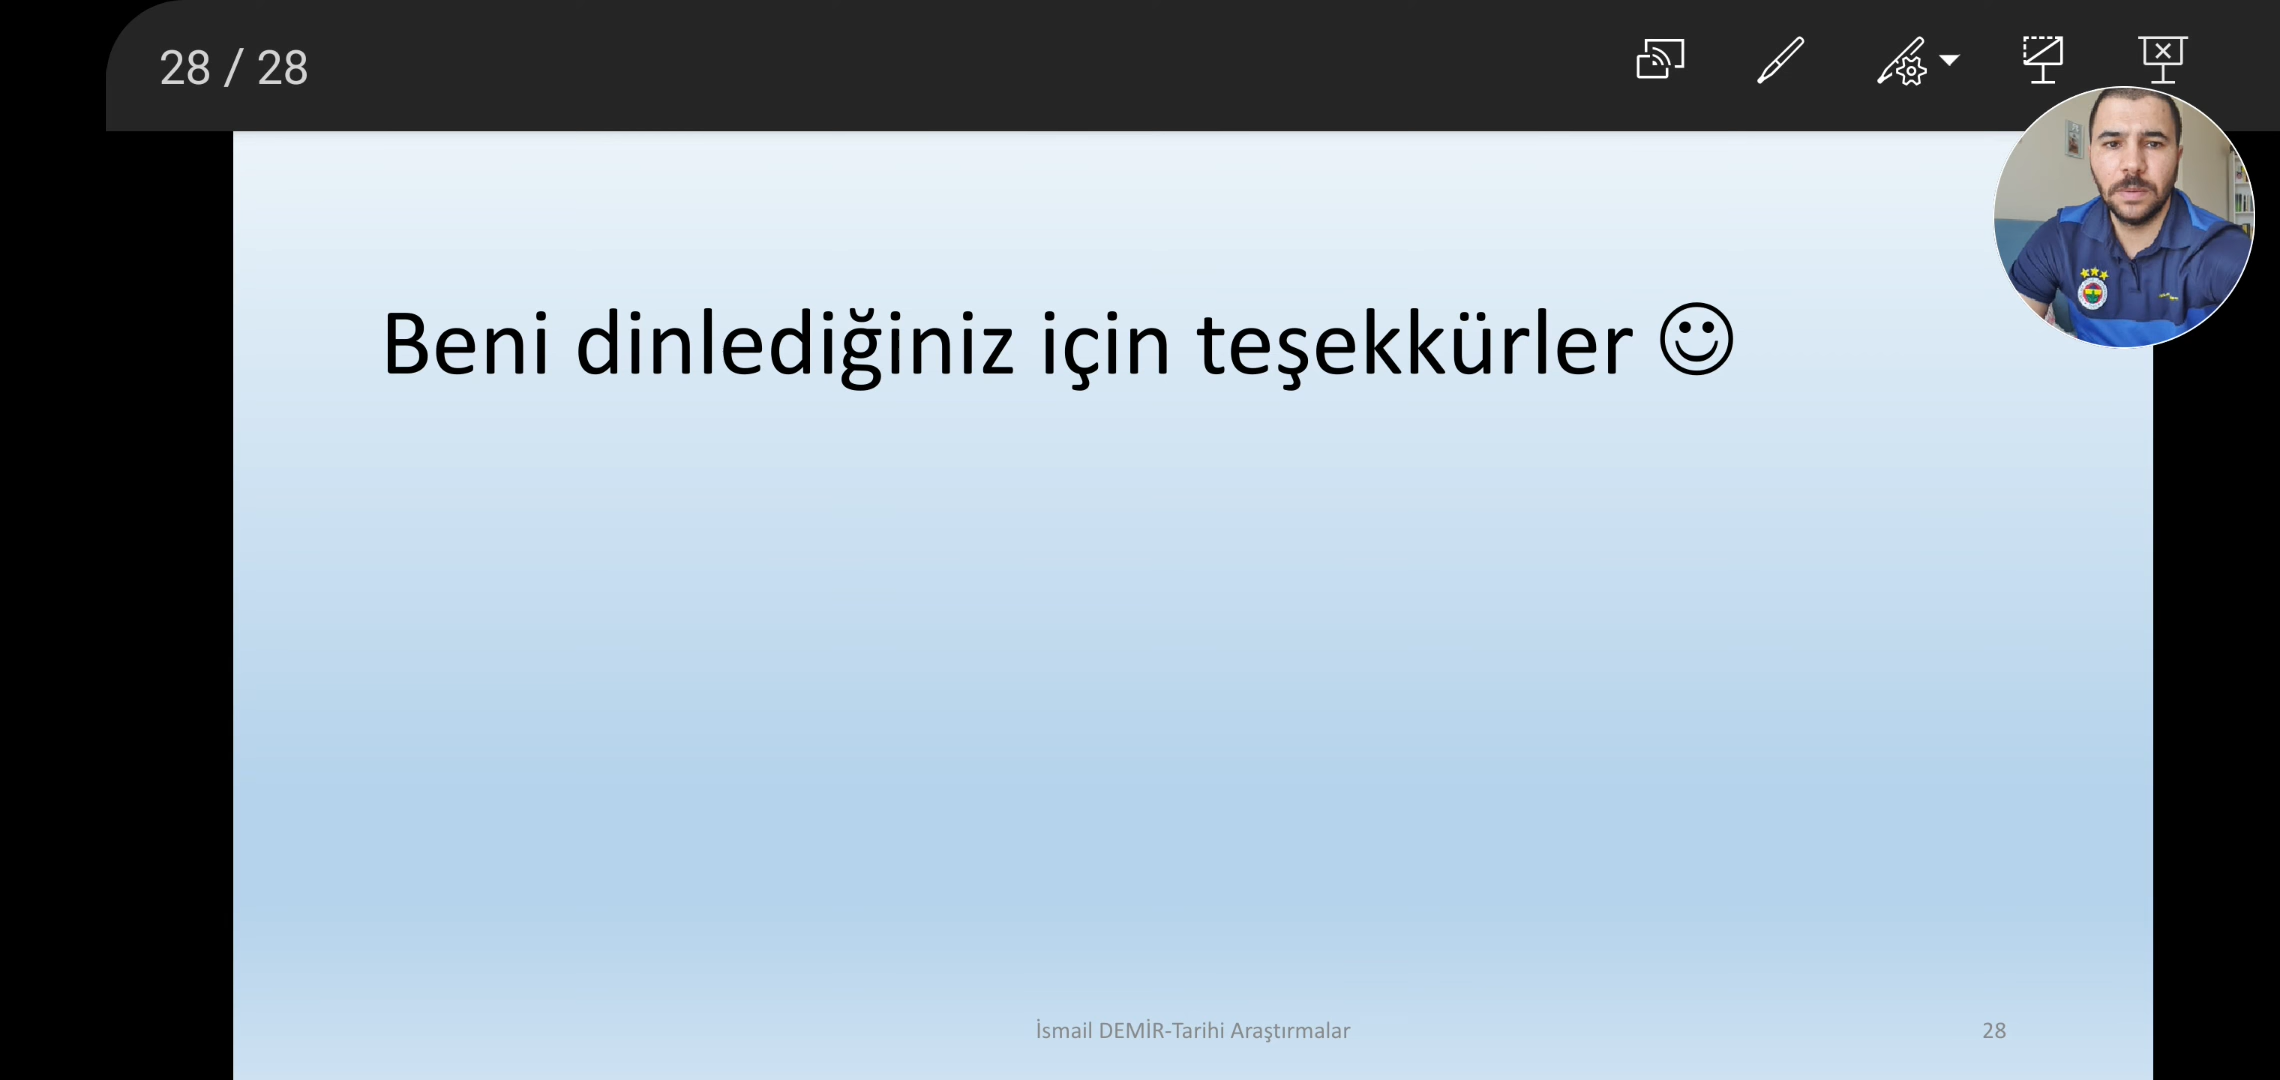 28 / 28
Beni dinlediğiniz için teşekkürler ☺
İsmail DEMİR-Tarihi Araştırmalar
28